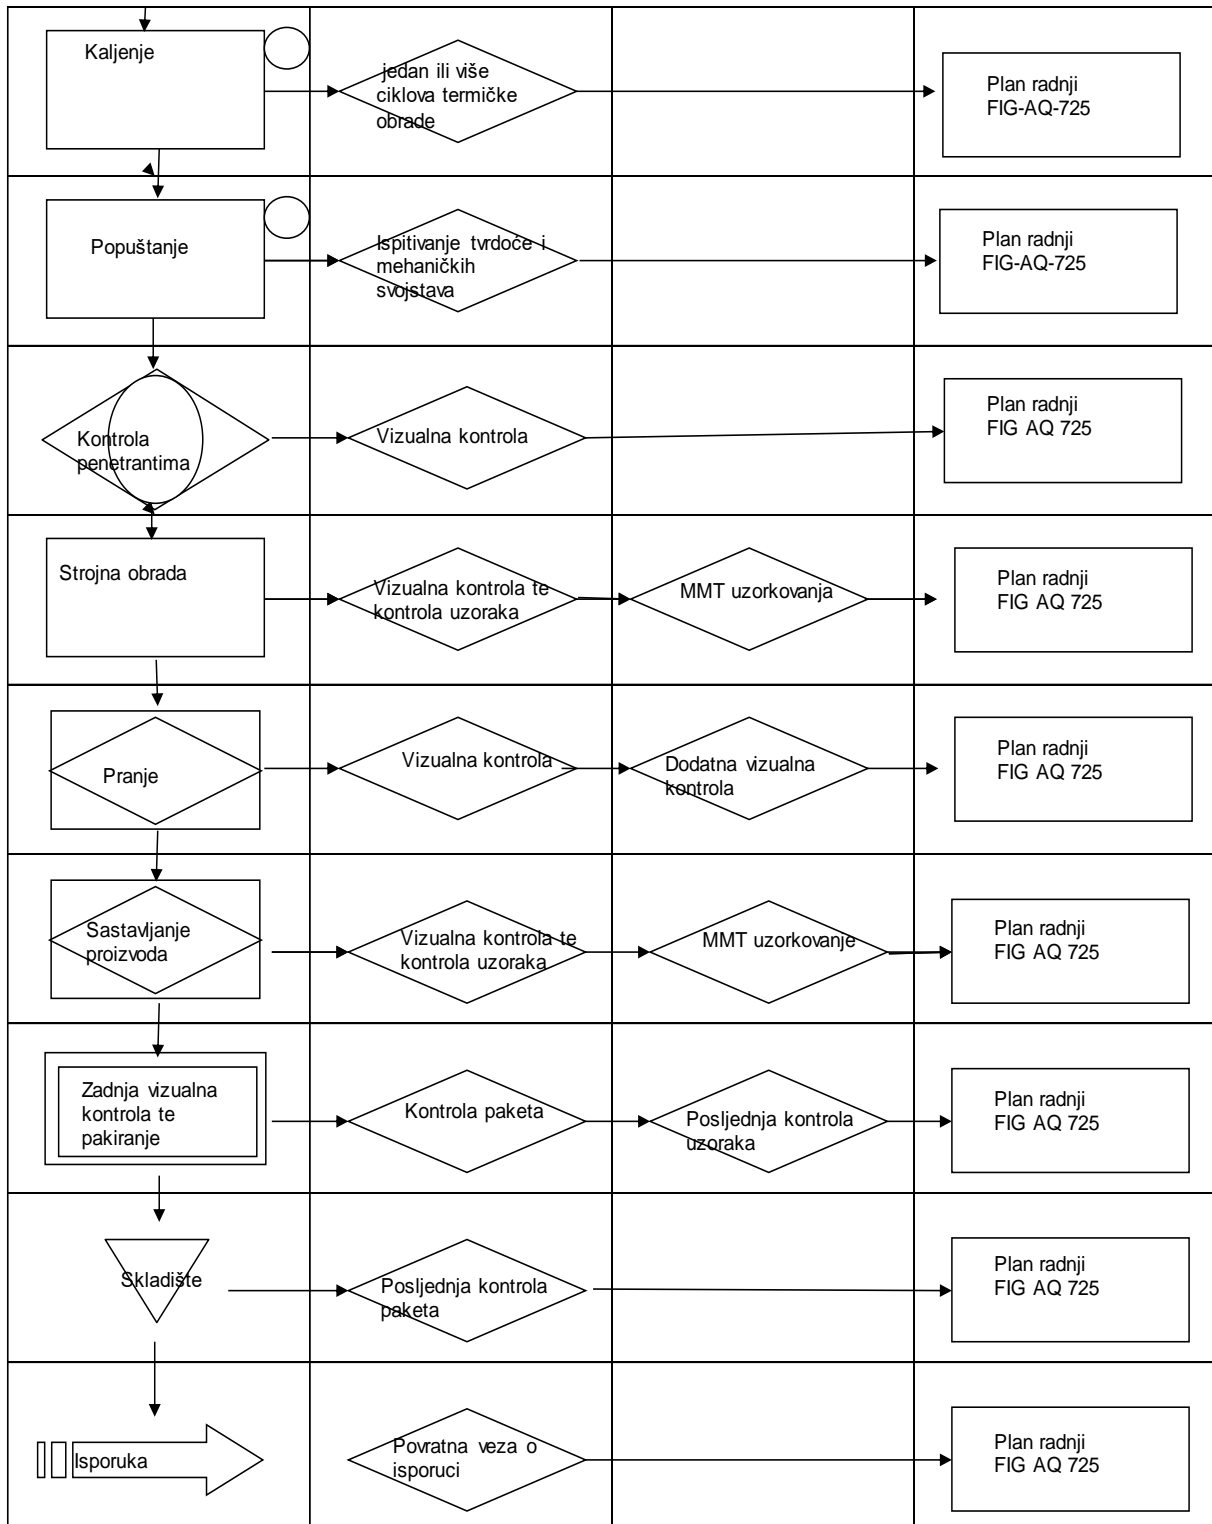 Kaljenje
jedan ili više
ciklova termičke
obrade
Plan radnji
FIG-AQ-725
Popuštanje
Ispitivanje tvrdoće i
mehaničkih
svojstava
Plan radnji
FIG-AQ-725
Kontrola
penetrantima
Vizualna kontrola
Plan radnji
FIG AQ 725
Strojna obrada
Vizualna kontrola te
kontrola uzoraka
MMT uzorkovanja
Plan radnji
FIG AQ 725
Pranje
Vizualna kontrola
Dodatna vizualna
kontrola
Plan radnji
FIG AQ 725
Sastavljanje
proizvoda
Vizualna kontrola te
kontrola uzoraka
MMT uzorkovanje
Plan radnji
FIG AQ 725
Zadnja vizualna
kontrola te
pakiranje
Kontrola paketa
Posljednja kontrola
uzoraka
Plan radnji
FIG AQ 725
Skladište
Posljednja kontrola
paketa
Plan radnji
FIG AQ 725
Isporuka
Povratna veza o
isporuci
Plan radnji
FIG AQ 725